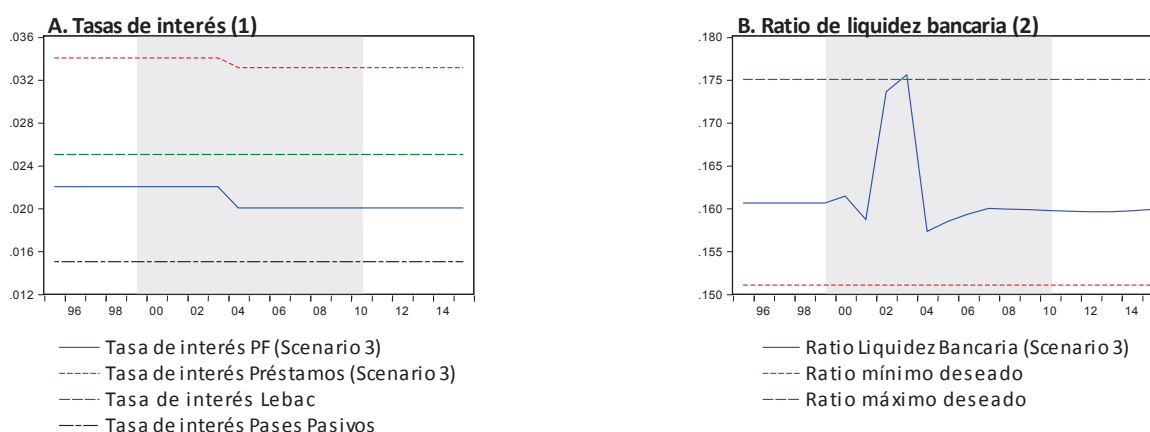 A. Tasas de interés (1)
.036
.032
.028
.024
.020
.016
.012
96 98 00 02 04 06 08 10 12 14
Tasa de interés PF (Scenario 3)
Tasa de interés Préstamos (Scenario 3)
Tasa de interés Lebac
Tasa de interés Pases Pasivos
B. Ratio de liquidez bancaria (2)
.180
.175
.170
.165
.160
.155
.150
96 98 00 02 04 06 08 10 12 14
Ratio Liquidez Bancaria (Scenario 3)
Ratio mínimo deseado
Ratio máximo deseado